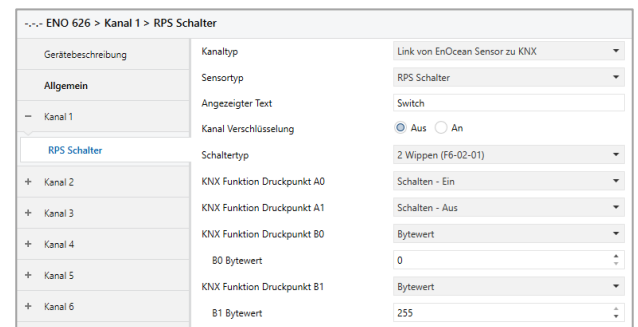 -.-.- ENO 626 > Kanal 1 > RPS Schalter
Gerätebeschreibung
Allgemein
Kanal 1
RPS Schalter
Kanal 2
Kanal 3
Kanal 4
Kanal 5
Kanal 6
Kanaltyp Link von EnOcean Sensor zu KNX
Sensortyp RPS Schalter
Angezeigter Text Switch
Kanal Verschlüsselung Aus An
Schaltertyp 2 Wippen (F6-02-01)
KNX Funktion Druckpunkt A0 Schalten - Ein
KNX Funktion Druckpunkt A1 Schalten - Aus
KNX Funktion Druckpunkt B0 Bytewert
B0 Bytewert 0
KNX Funktion Druckpunkt B1 Bytewert
B1 Bytewert 255